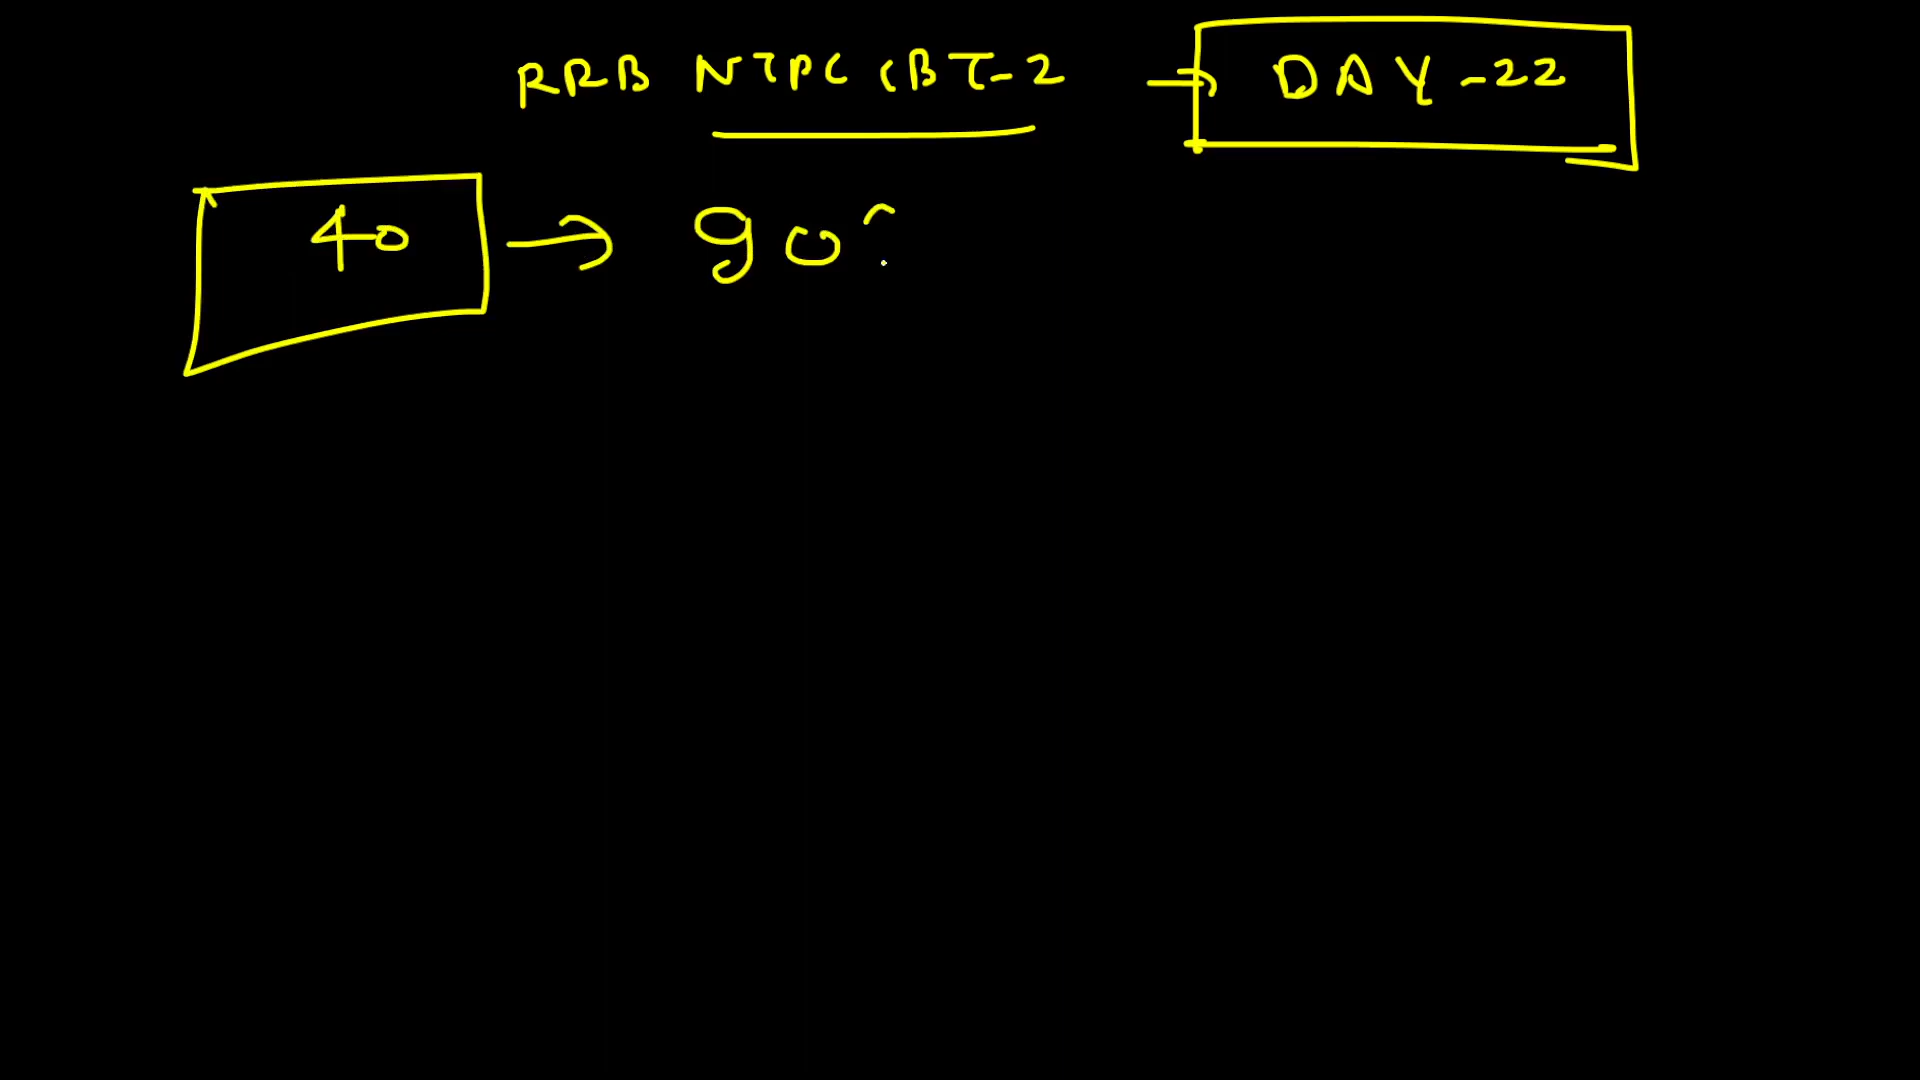 RRB NTPC CBT-2 → DAY-22
40 → 90?